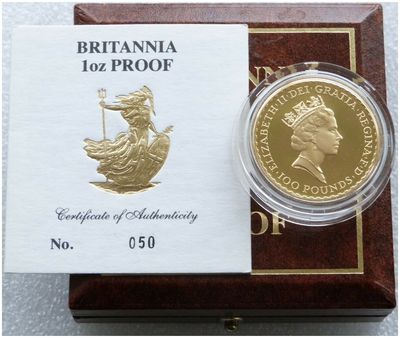 BRITANNIA
1oz PROOF
Certificate of Authenticity
No. 050
ELIZABETH·II·DEI·GRATIA·REGINA·F·D·
100 POUNDS
OF